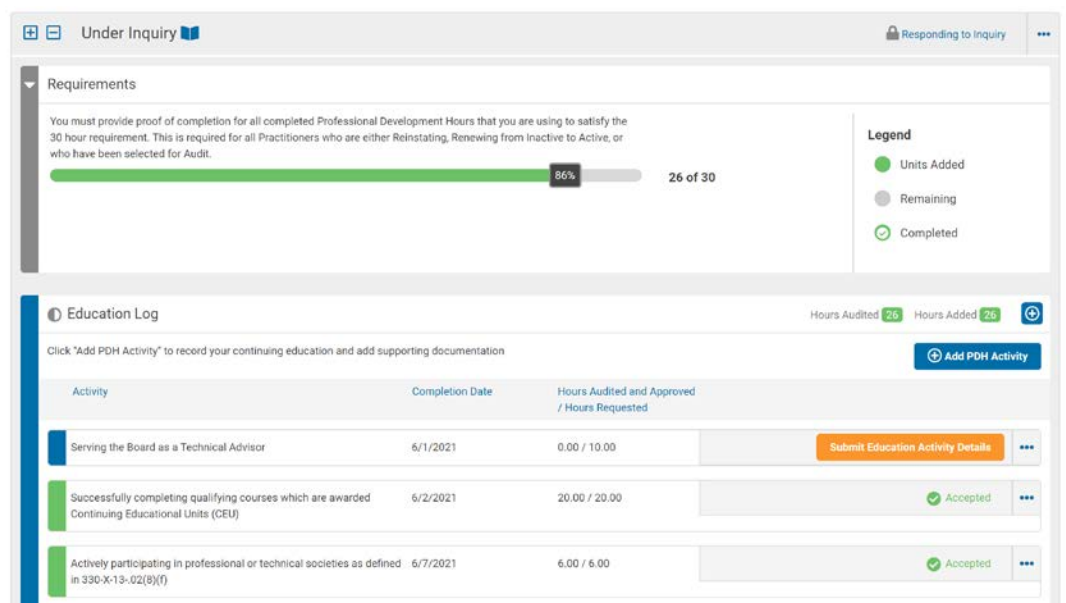 Under Inquiry
Responding to Inquiry
Requirements
You must provide proof of completion for all completed Professional Development Hours that you are using to satisfy the
30 hour requirement. This is required for all Practitioners who are either Reinstating, Renewing from Inactive to Active, or
who have been selected for Audit.
86%
26 of 30
Legend
Units Added
Remaining
Completed
Education Log
Hours Audited 26 Hours Added 26
Click "Add PDH Activity" to record your continuing education and add supporting documentation
Add PDH Activity
Activity
Completion Date
Hours Audited and Approved
/ Hours Requested
Serving the Board as a Technical Advisor
6/1/2021
0.00 / 10.00
Submit Education Activity Details
Successfully completing qualifying courses which are awarded
Continuing Educational Units (CEU)
6/2/2021
20.00 / 20.00
Accepted
Actively participating in professional or technical societies as defined
in 330-X-13-.02(8)(f)
6/7/2021
6.00 / 6.00
Accepted